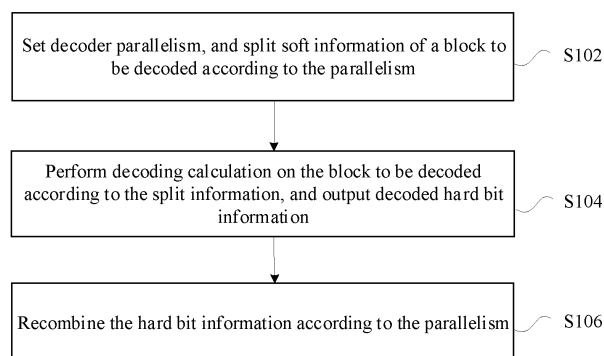 Set decoder parallelism, and split soft information of a block to
be decoded according to the parallelism
S102
Perform decoding calculation on the block to be decoded
according to the split information, and output decoded hard bit
information
S104
Recombine the hard bit information according to the parallelism
S106